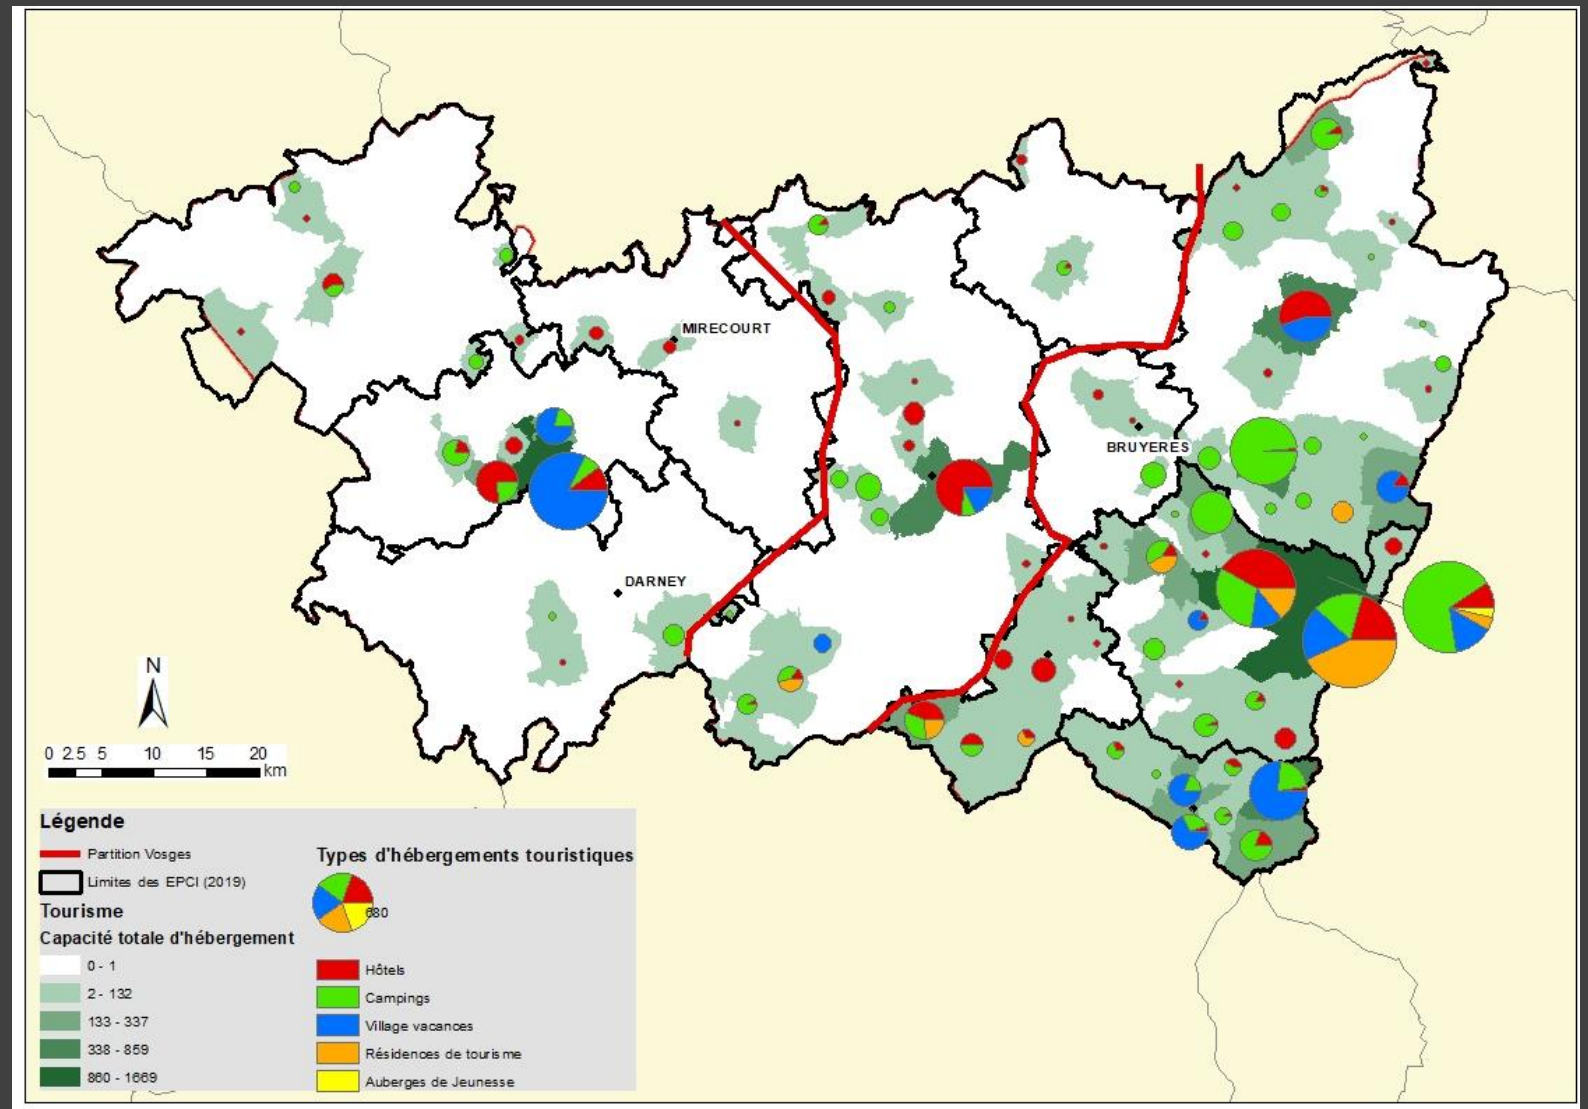 MIRECOURT
BRUYERES
DARNEY
N
0 2.5 5 10 15 20
km
Légende
Partition Vosges
Limites des EPCI (2019)
Tourisme
Capacité totale d'hébergement
0 - 1
2 - 132
133 - 337
338 - 859
860 - 1669
Types d'hébergements touristiques
680
Hôtels
Campings
Village vacances
Résidences de tourisme
Auberges de Jeunesse